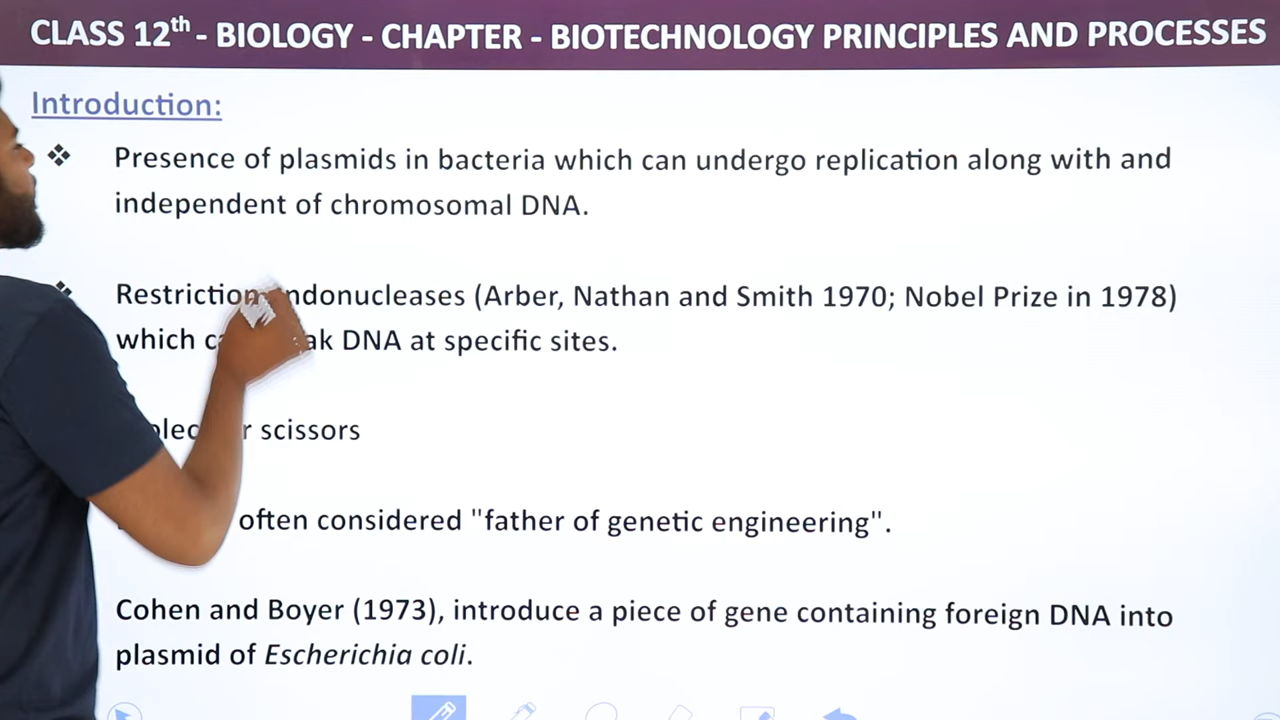 CLASS 12th - BIOLOGY - CHAPTER - BIOTECHNOLOGY PRINCIPLES AND PROCESSES
Introduction:
Presence of plasmids in bacteria which can undergo replication along with and
independent of chromosomal DNA.
Restriction (Arber, Nathan and Smith 1970; Nobel Prize in 1978)
which DNA at specific sites.
scissors
often considered "father of genetic engineering".
Cohen and Boyer (1973), introduce a piece of gene containing foreign DNA into
plasmid of Escherichia coli.